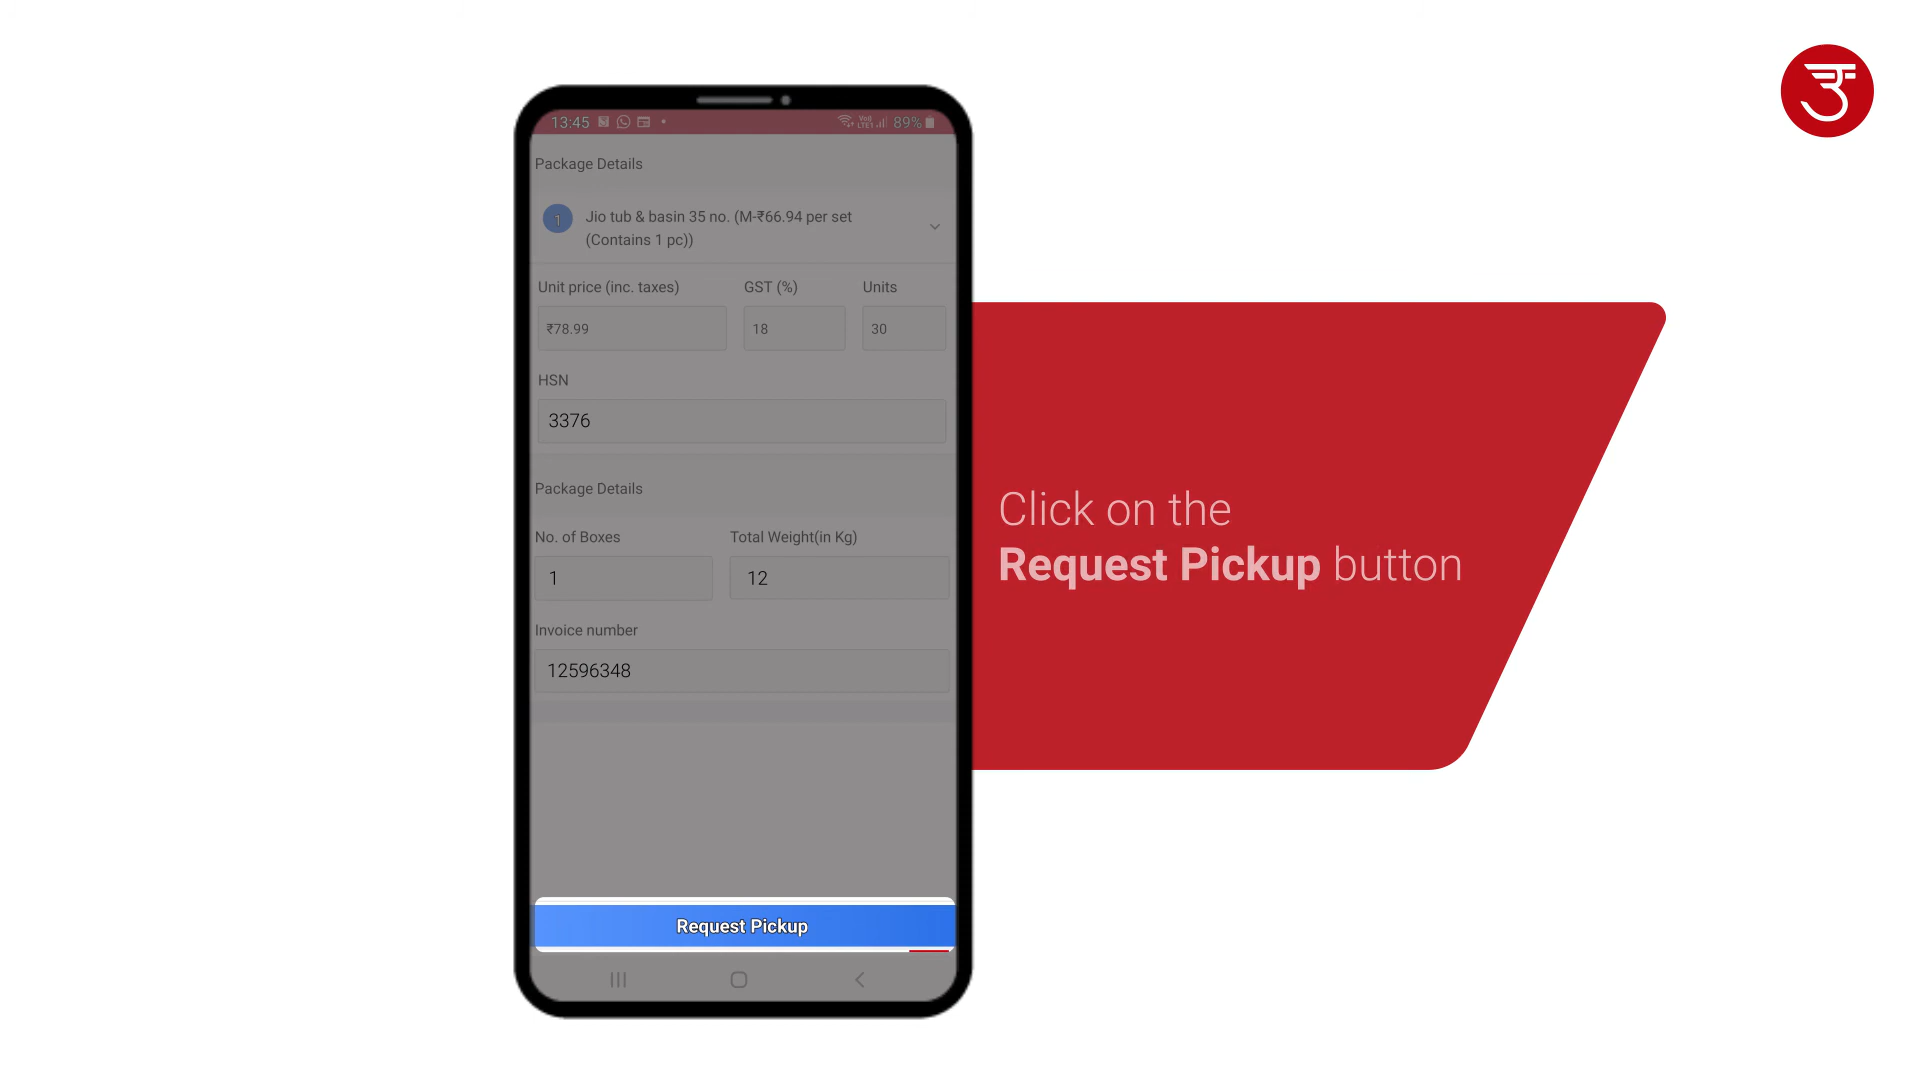 13:45
89%
Package Details
1
Jio tub & basin 35 no. (M-₹66.94 per set
(Contains 1 pc))
Unit price (inc. taxes) GST (%) Units
₹78.99 18 30
HSN
3376
Package Details
No. of Boxes Total Weight(in Kg)
1 12
Invoice number
12596348
Request Pickup
Click on the
Request Pickup button